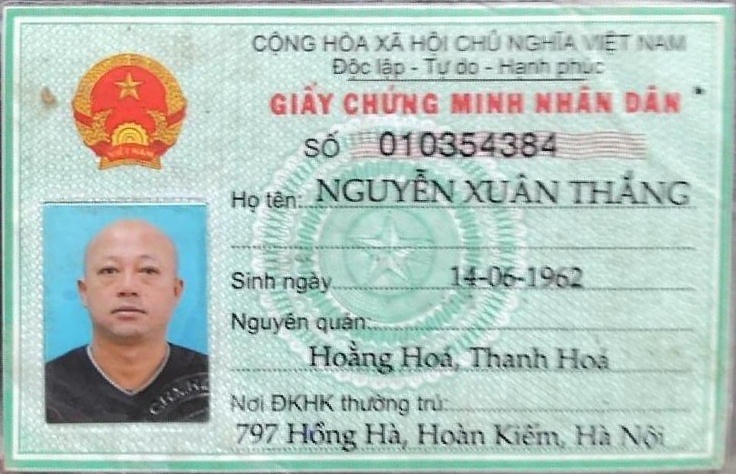 CỘNG HÒA XÃ HỘI CHỦ NGHĨA VIỆT NAM
Độc lập - Tự do - Hạnh phúc
GIẤY CHỨNG MINH NHÂN DÂN
VIỆT NAM
SỐ 010354384
Họ tên: NGUYỄN XUÂN THẮNG
Sinh ngày 14-06-1962
Nguyên quán:
Hoằng Hoá, Thanh Hoá
Nơi ĐKHK thường trú:
797 Hồng Hà, Hoàn Kiếm, Hà Nội